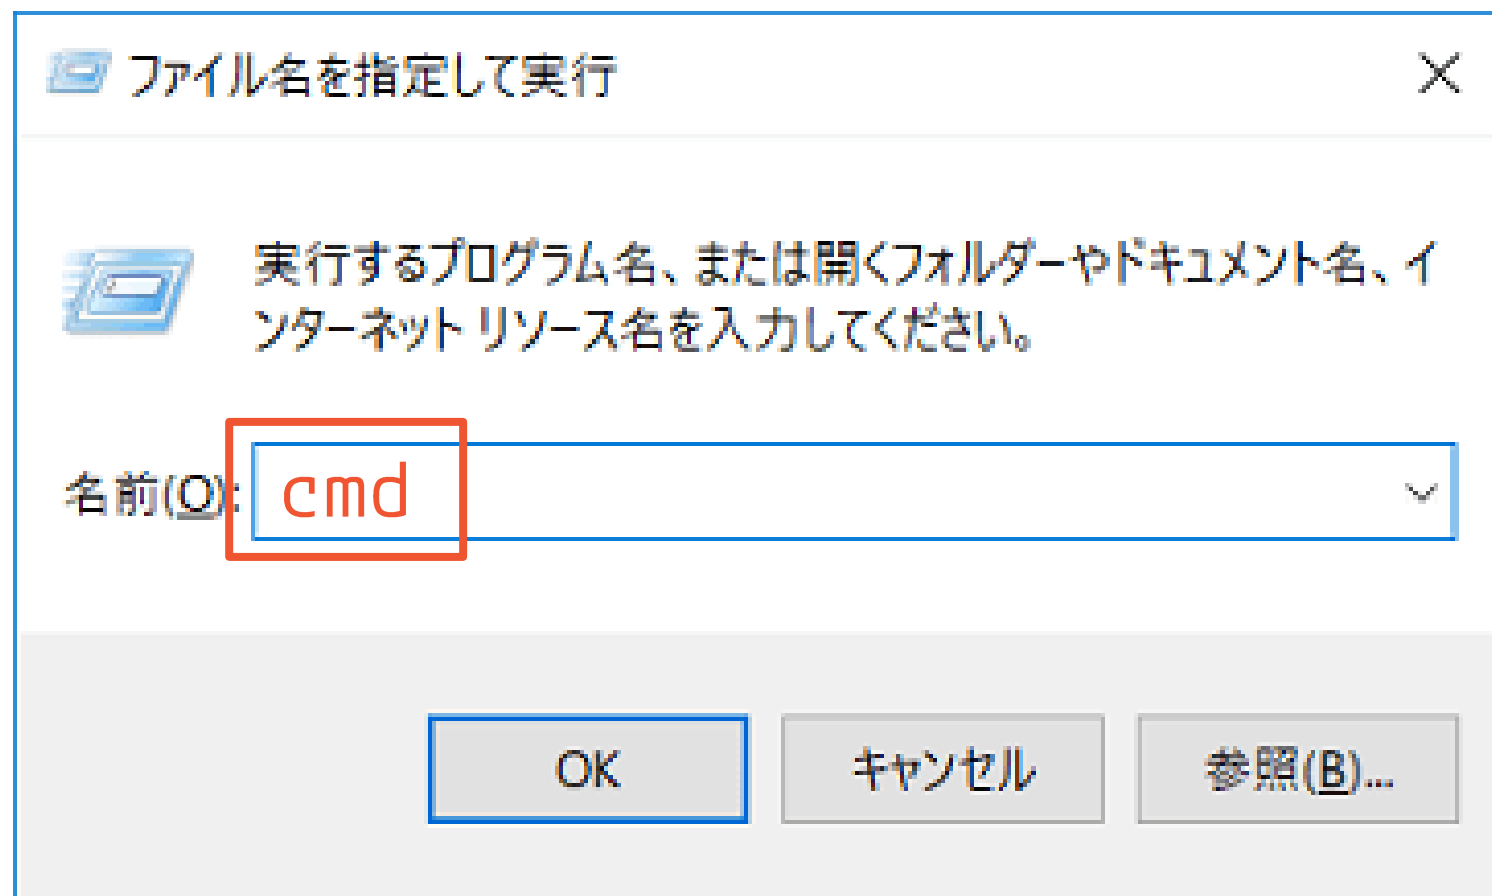 ファイル名を指定して実行
実行するプログラム名、または開くフォルダーやドキュメント名、イ
ンターネット リソース名を入力してください。
名前(O): cmd
OK キャンセル 参照(B)...